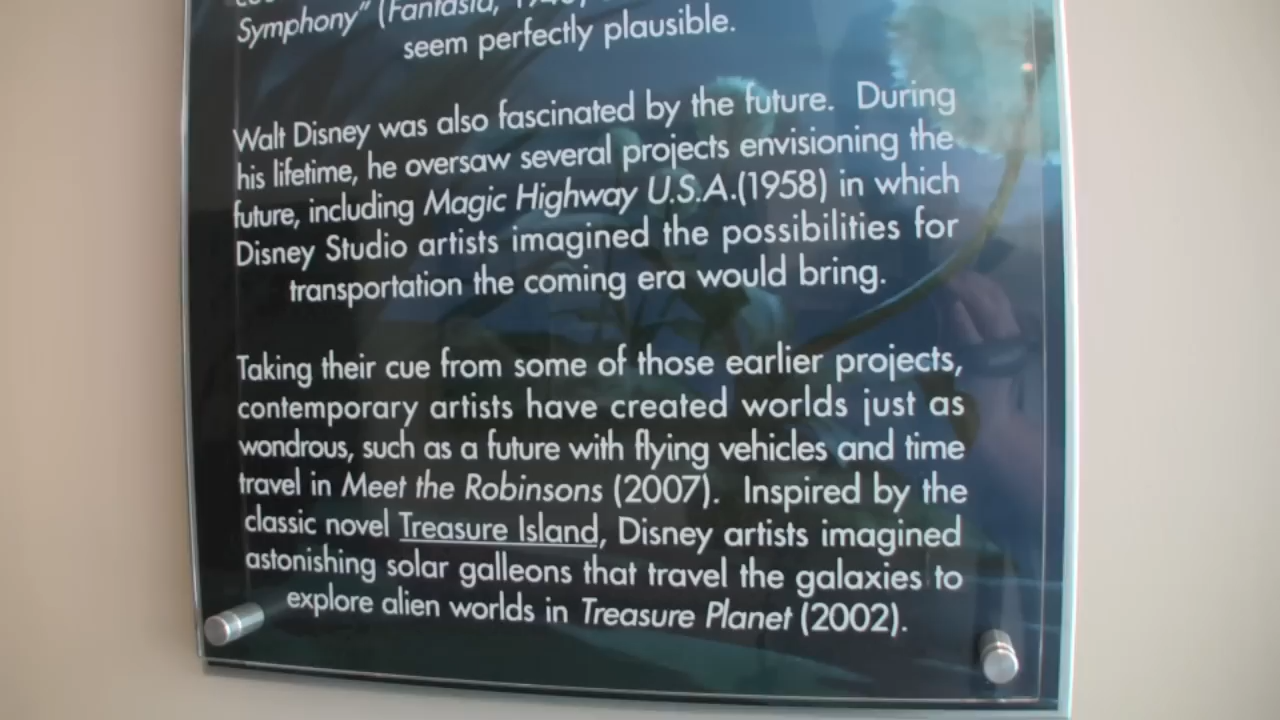 Symphony" (Fantasia,
seem perfectly plausible.
Walt Disney was also fascinated by the future. During
his lifetime, he oversaw several projects envisioning the
future, including Magic Highway U.S.A.(1958) in which
Disney Studio artists imagined the possibilities for
transportation the coming era would bring.
Taking their cue from some of those earlier projects,
contemporary artists have created worlds just as
wondrous, such as a future with flying vehicles and time
travel in Meet the Robinsons (2007). Inspired by the
classic novel Treasure Island, Disney artists imagined
astonishing solar galleons that travel the galaxies to
explore alien worlds in Treasure Planet (2002).